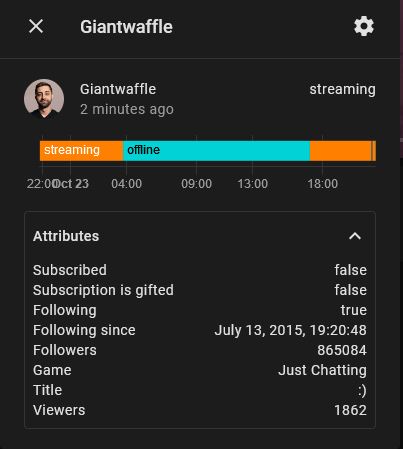 Giantwaffle
Giantwaffle streaming
2 minutes ago
streaming offline
22:00 Oct 23 04:00 09:00 13:00 18:00
Attributes
Subscribed false
Subscription is gifted false
Following true
Following since July 13, 2015, 19:20:48
Followers 865084
Game Just Chatting
Title :)
Viewers 1862